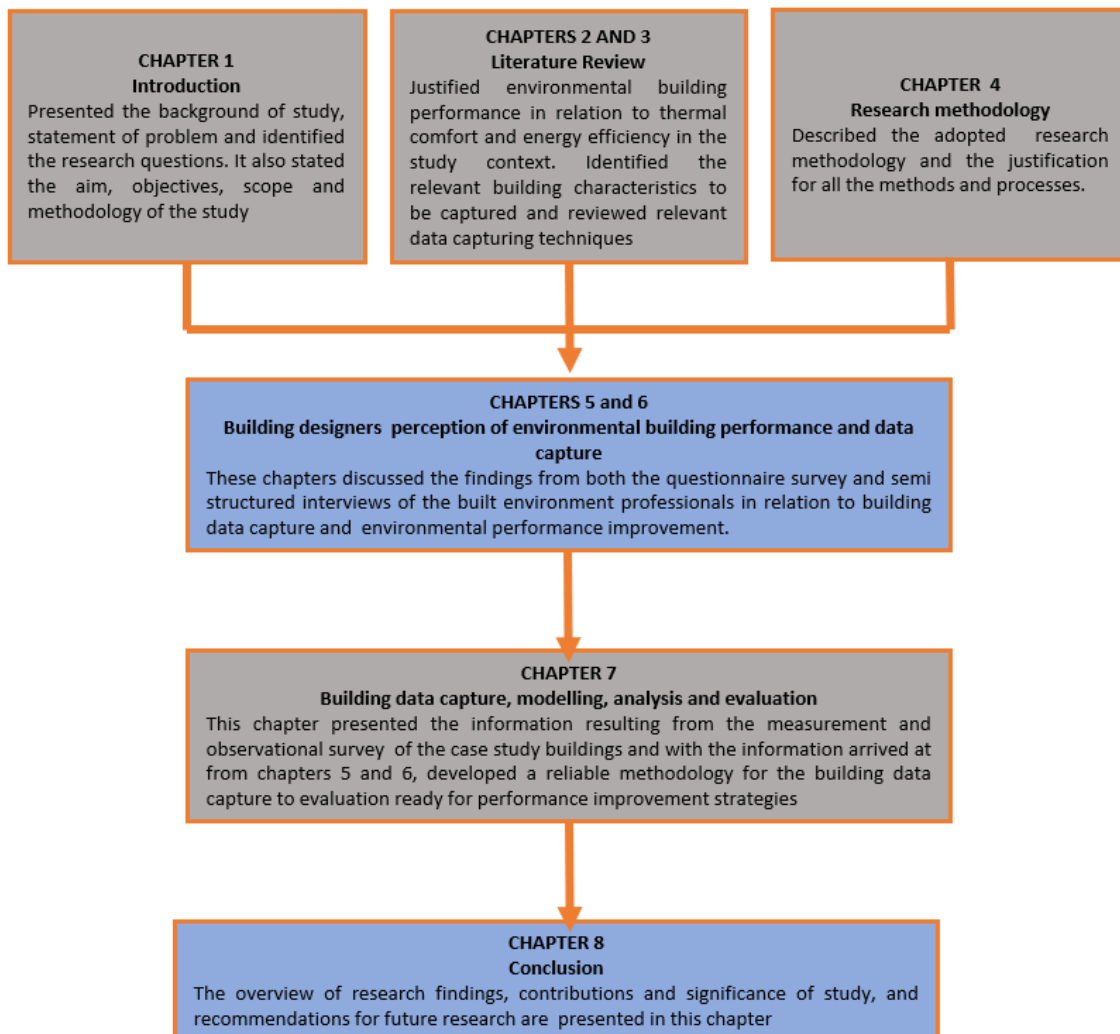 CHAPTER 1
Introduction
Presented the background of study,
statement of problem and identified
the research questions. It also stated
the aim, objectives, scope and
methodology of the study
CHAPTERS 2 AND 3
Literature Review
Justified environmental building
performance in relation to thermal
comfort and energy efficiency in the
study context. Identified the
relevant building characteristics to
be captured and reviewed relevant
data capturing techniques
CHAPTER 4
Research methodology
Described the adopted research
methodology and the justification
for all the methods and processes.
CHAPTERS 5 and 6
Building designers perception of environmental building performance and data
capture
These chapters discussed the findings from both the questionnaire survey and semi
structured interviews of the built environment professionals in relation to building
data capture and environmental performance improvement.
CHAPTER 7
Building data capture, modelling, analysis and evaluation
This chapter presented the information resulting from the measurement and
observational survey of the case study buildings and with the information arrived at
from chapters 5 and 6, developed a reliable methodology for the building data
capture to evaluation ready for performance improvement strategies
CHAPTER 8
Conclusion
The overview of research findings, contributions and significance of study, and
recommendations for future research are presented in this chapter